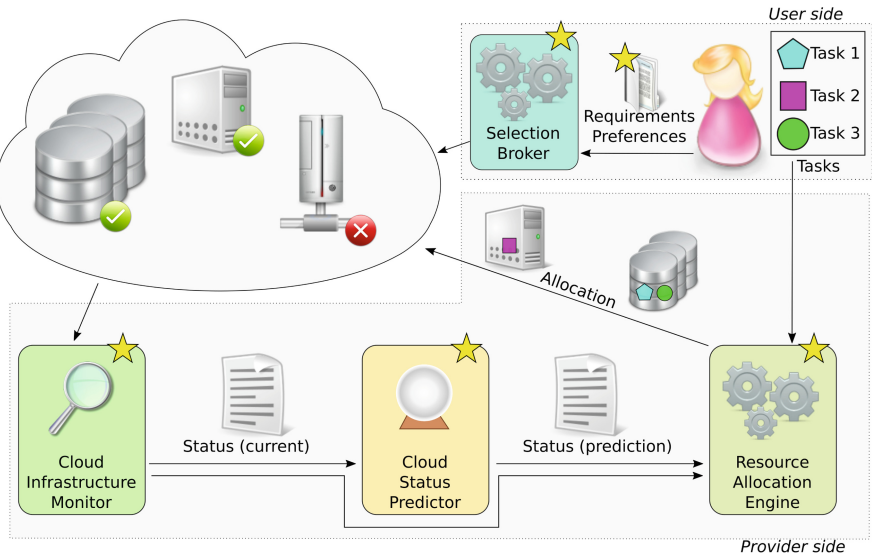 User side
Task 1
Task 2
Task 3
Tasks
Requirements
Preferences
Selection
Broker
Allocation
Status (current)
Status (prediction)
Cloud
Infrastructure
Monitor
Cloud
Status
Predictor
Resource
Allocation
Engine
Provider side